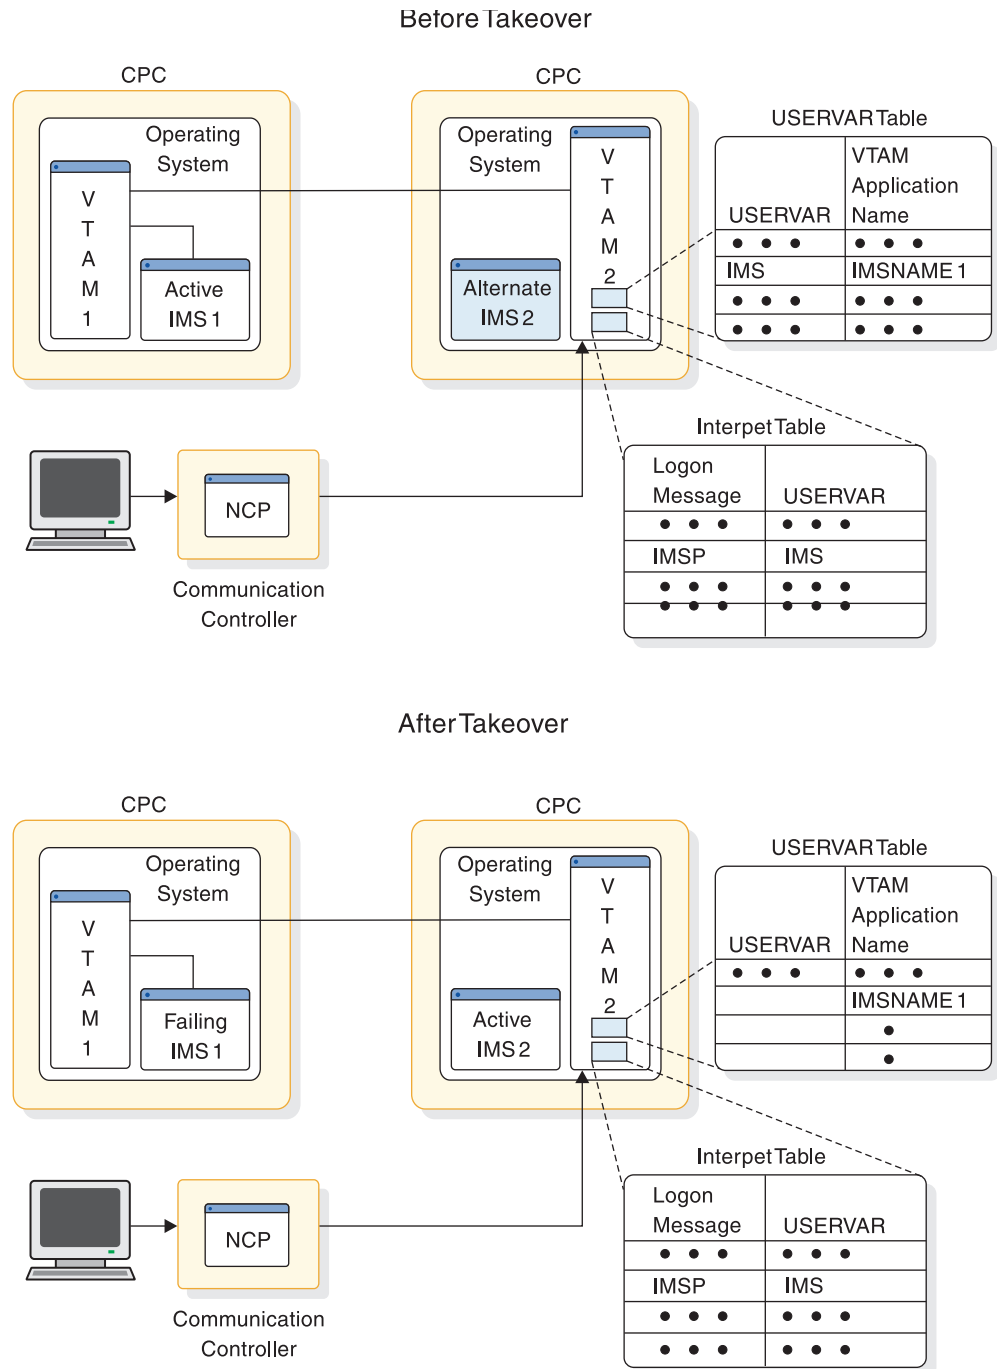 Before Takeover
CPC
CPC
Operating
System
V
T
A
M
1
Active
IMS 1
Operating
System
Alternate
IMS 2
V
T
A
M
2
USERVAR Table
USERVAR
VTAM
Application
Name
• • • • • •
IMS IMSNAME 1
• • • • • •
• • • • • •
Interpet Table
Logon
Message USERVAR
• • • • • •
IMSP IMS
• • • • • •
• • • • • •
NCP
Communication
Controller
After Takeover
CPC
CPC
Operating
System
V
T
A
M
1
Failing
IMS 1
Operating
System
Active
IMS 2
V
T
A
M
2
USERVAR Table
USERVAR
VTAM
Application
Name
• • • • • •
IMSNAME 1
•
•
Interpet Table
Logon
Message USERVAR
• • • • • •
IMSP IMS
• • • • • •
• • • • • •
NCP
Communication
Controller